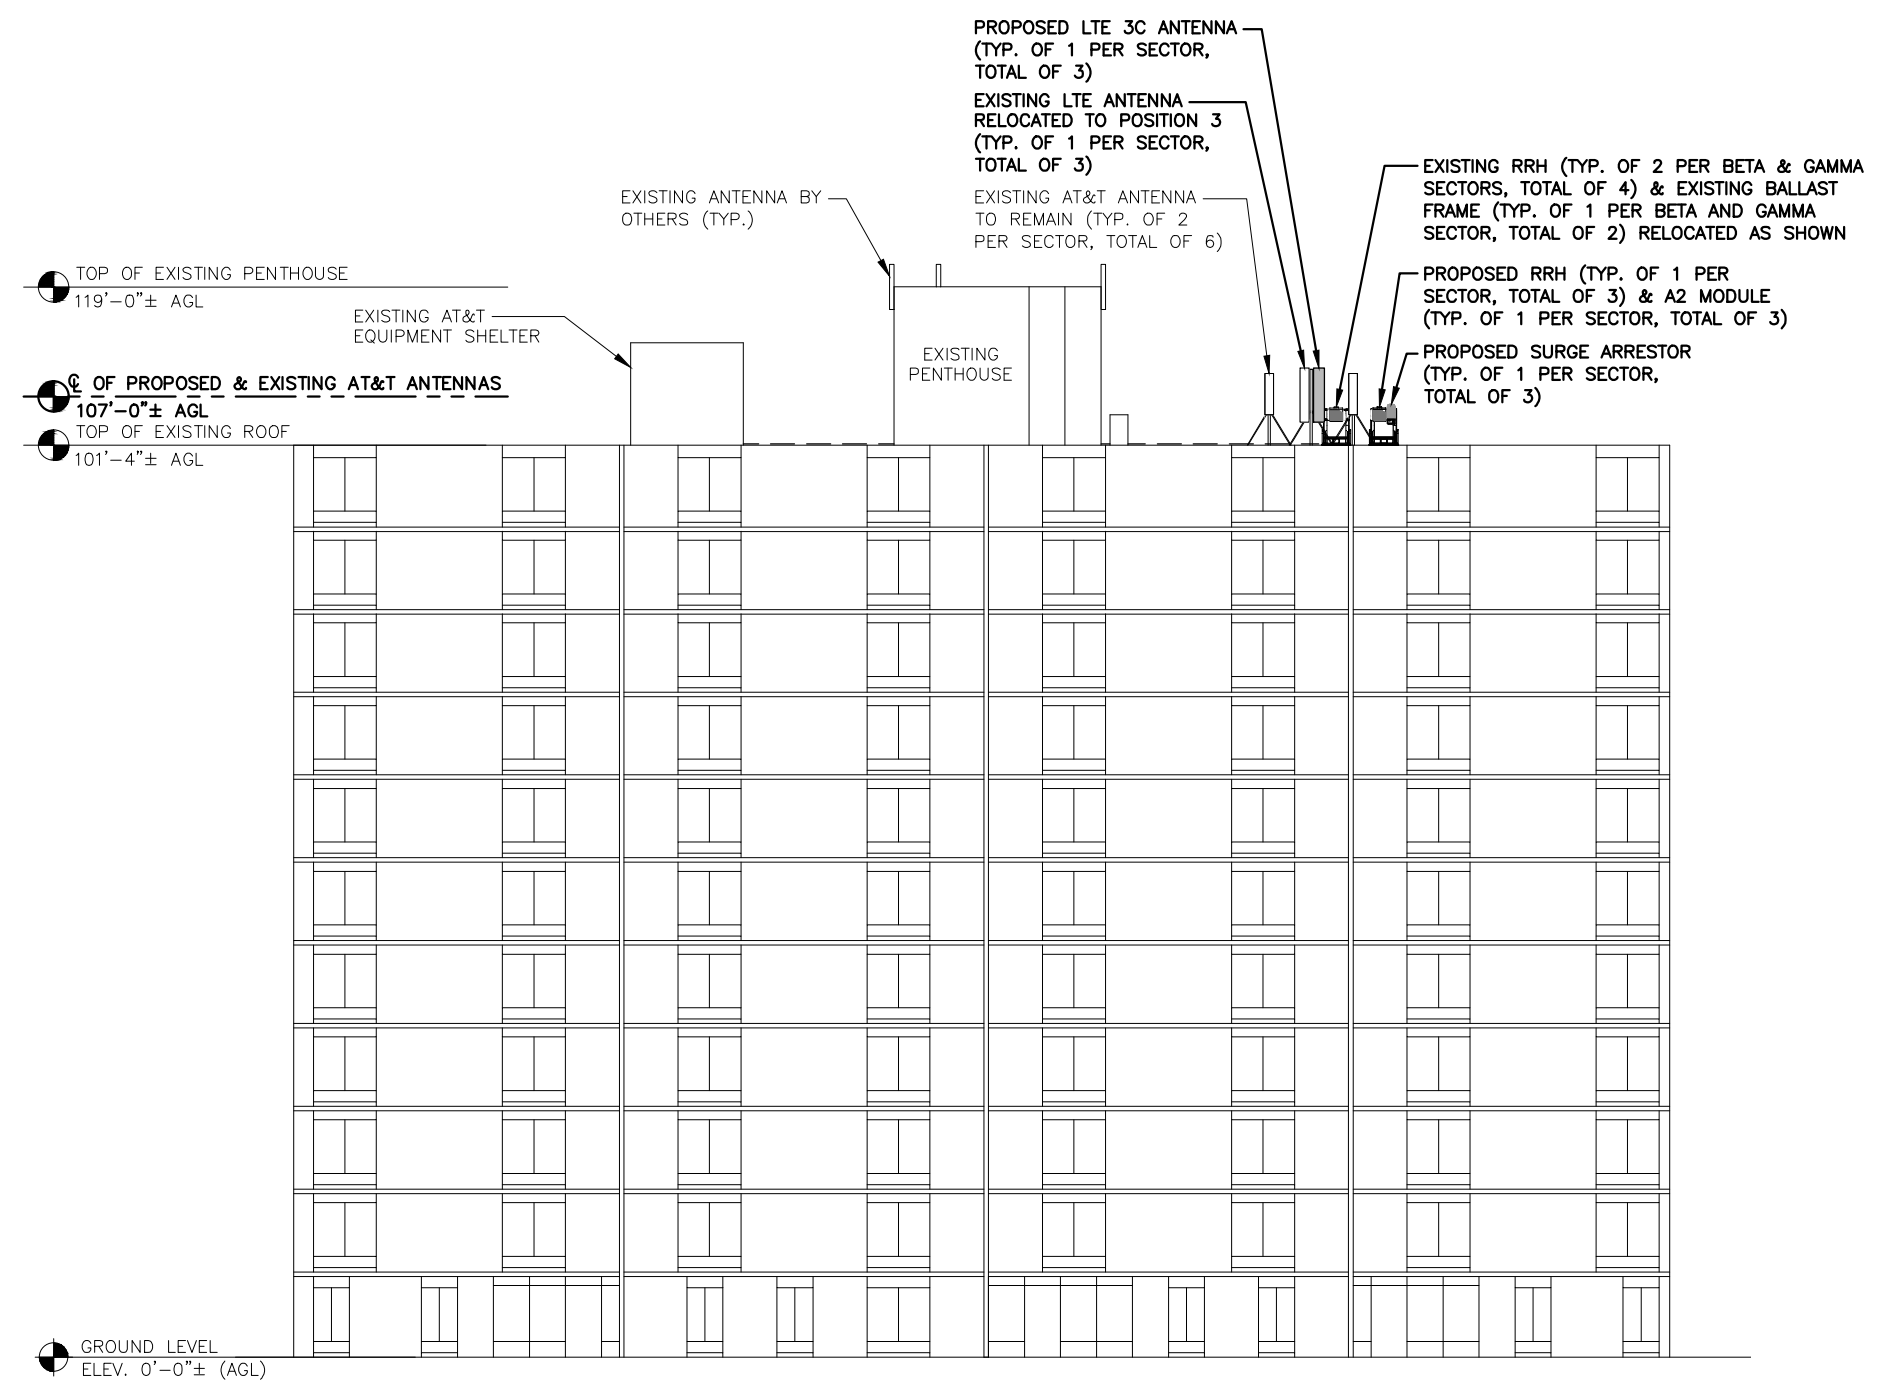 PROPOSED LTE 3C ANTENNA
(TYP. OF 1 PER SECTOR,
TOTAL OF 3)
EXISTING LTE ANTENNA
RELOCATED TO POSITION 3
(TYP. OF 1 PER SECTOR,
TOTAL OF 3)
EXISTING AT&T ANTENNA
TO REMAIN (TYP. OF 2
PER SECTOR, TOTAL OF 6)
EXISTING ANTENNA BY
OTHERS (TYP.)
EXISTING RRH (TYP. OF 2 PER BETA & GAMMA
SECTORS, TOTAL OF 4) & EXISTING BALLAST
FRAME (TYP. OF 1 PER BETA AND GAMMA
SECTOR, TOTAL OF 2) RELOCATED AS SHOWN
PROPOSED RRH (TYP. OF 1 PER
SECTOR, TOTAL OF 3) & A2 MODULE
(TYP. OF 1 PER SECTOR, TOTAL OF 3)
PROPOSED SURGE ARRESTOR
(TYP. OF 1 PER SECTOR,
TOTAL OF 3)
TOP OF EXISTING PENTHOUSE
119'-0"± AGL
EXISTING AT&T
EQUIPMENT SHELTER
EXISTING
PENTHOUSE
℄ OF PROPOSED & EXISTING AT&T ANTENNAS
107'-0"± AGL
TOP OF EXISTING ROOF
101'-4"± AGL
GROUND LEVEL
ELEV. 0'-0"± (AGL)